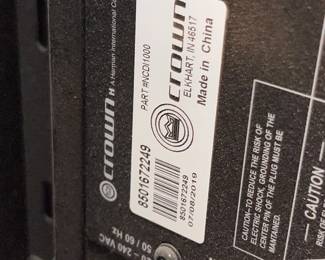 crown H A Harman International Co
240 VAC
50 / 60 Hz
PART #NCDI1000
8501672249
8501672249
07/08/2019
crown
ELKHART, IN 46517
Made in China
CAUTION-TO REDUCE THE RISK OF
ELECTRIC SHOCK, GROUNDING OF THE
CENTER PIN OF THE PLUG MUST BE
MAINTAINED.
CAUTION